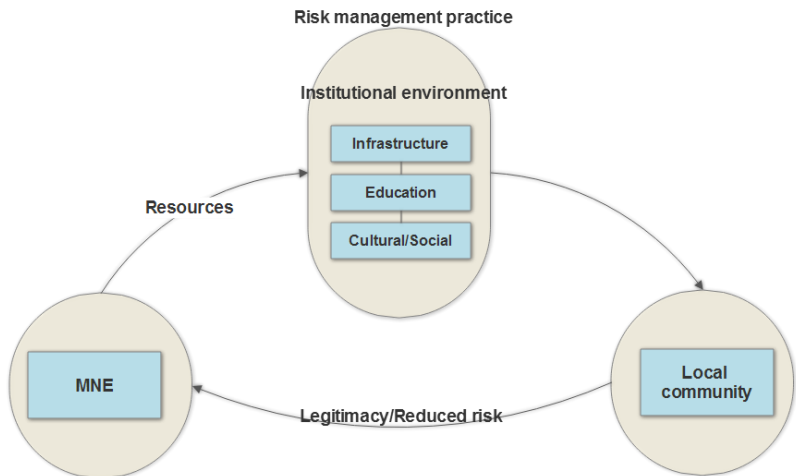 Risk management practice
Institutional environment
Infrastructure
Education
Cultural/Social
Resources
MNE
Legitimacy/Reduced risk
Local
community